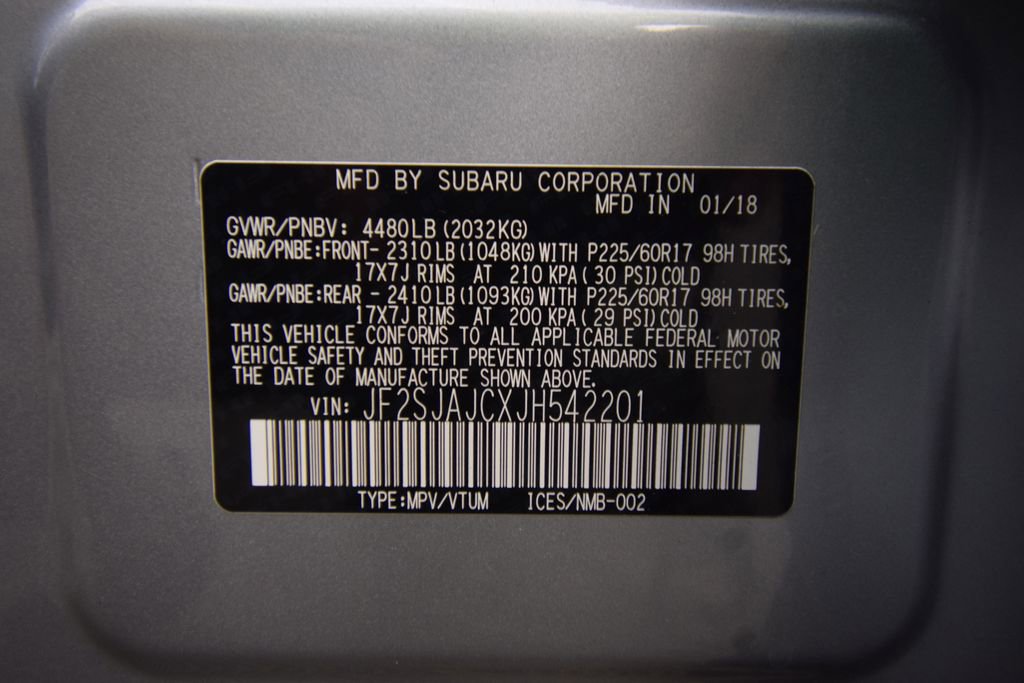 MFD BY SUBARU CORPORATION
MFD IN 01/18
GVWR/PNBV: 4480LB (2032KG)
GAWR/PNBE:FRONT- 2310LB (1048KG) WITH P225/60R17 98H TIRES,
17X7J RIMS AT 210 KPA ( 30 PSI) COLD
GAWR/PNBE:REAR - 2410LB (1093KG) WITH P225/60R17 98H TIRES,
17X7J RIMS AT 200 KPA ( 29 PSI) COLD
THIS VEHICLE CONFORMS TO ALL APPLICABLE FEDERAL MOTOR
VEHICLE SAFETY AND THEFT PREVENTION STANDARDS IN EFFECT ON
THE DATE OF MANUFACTURE SHOWN ABOVE.
VIN: JF2SJAJCXJH542201
TYPE:MPV/VTUM ICES/NMB-002